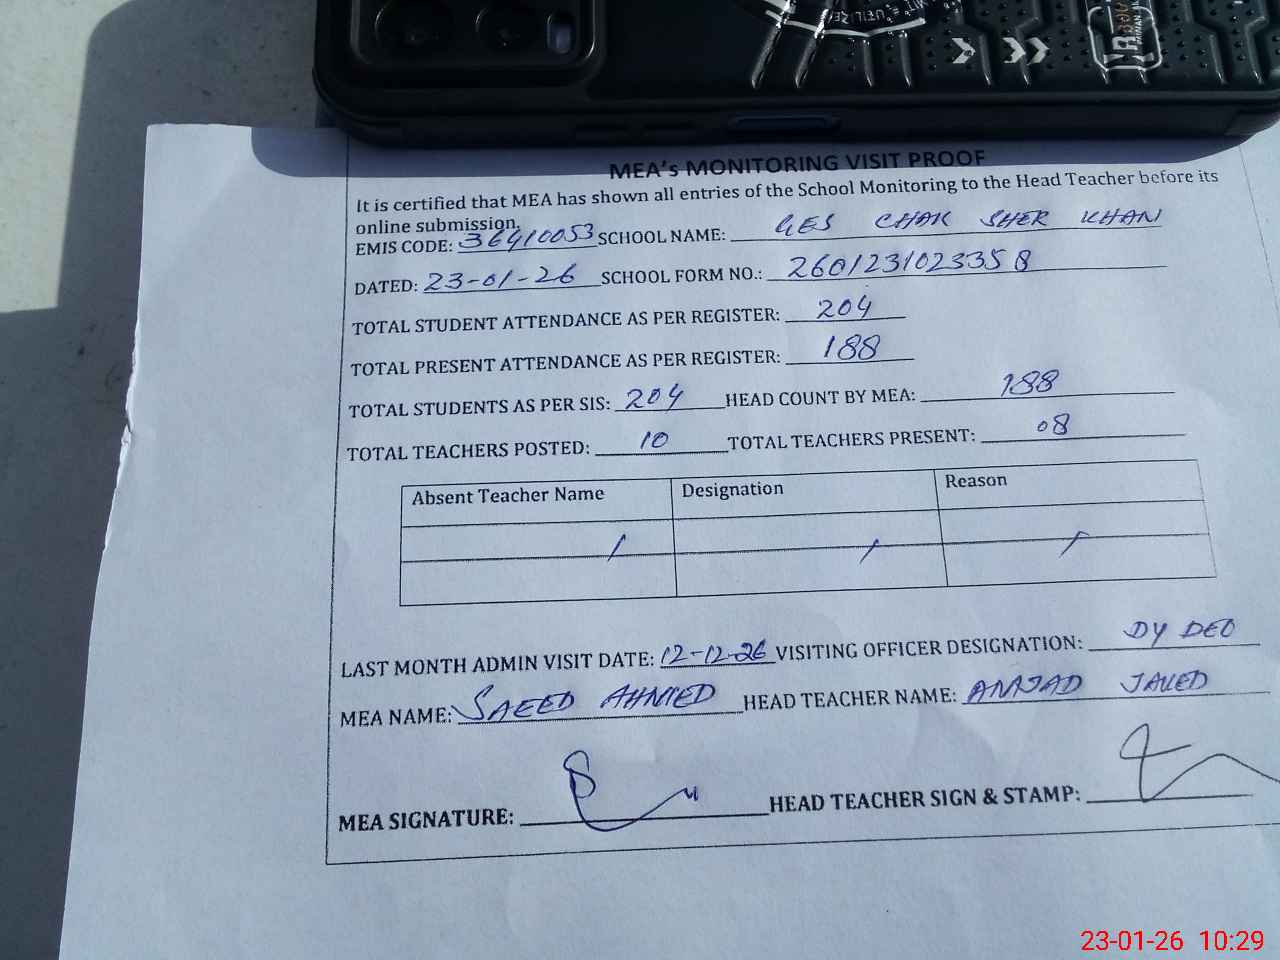 MEA's MONITORING VISIT PROOF
It is certified that MEA has shown all entries of the School Monitoring to the Head Teacher before its
online submission.
EMIS CODE: 36410053 SCHOOL NAME: GES CHAK SHER KHAN
DATED: 23-01-26 SCHOOL FORM NO.: 2601231023358
TOTAL STUDENT ATTENDANCE AS PER REGISTER: 204
TOTAL PRESENT ATTENDANCE AS PER REGISTER: 188
TOTAL STUDENTS AS PER SIS: 204 HEAD COUNT BY MEA: 188
TOTAL TEACHERS POSTED: 10 TOTAL TEACHERS PRESENT: 08
Absent Teacher Name Designation Reason
/ / /
LAST MONTH ADMIN VISIT DATE: 12-12-26 VISITING OFFICER DESIGNATION: DY DEO
MEA NAME: SAEED AHMED HEAD TEACHER NAME: AMJAD JAVED
MEA SIGNATURE: HEAD TEACHER SIGN & STAMP:
23-01-26 10:29